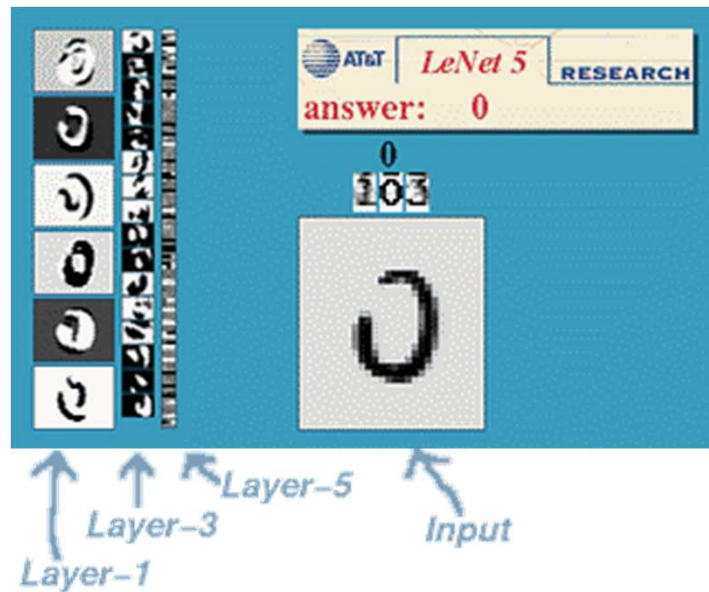 AT&T LeNet 5 RESEARCH
answer: 0
0
103
Layer-5
Layer-3
Input
Layer-1